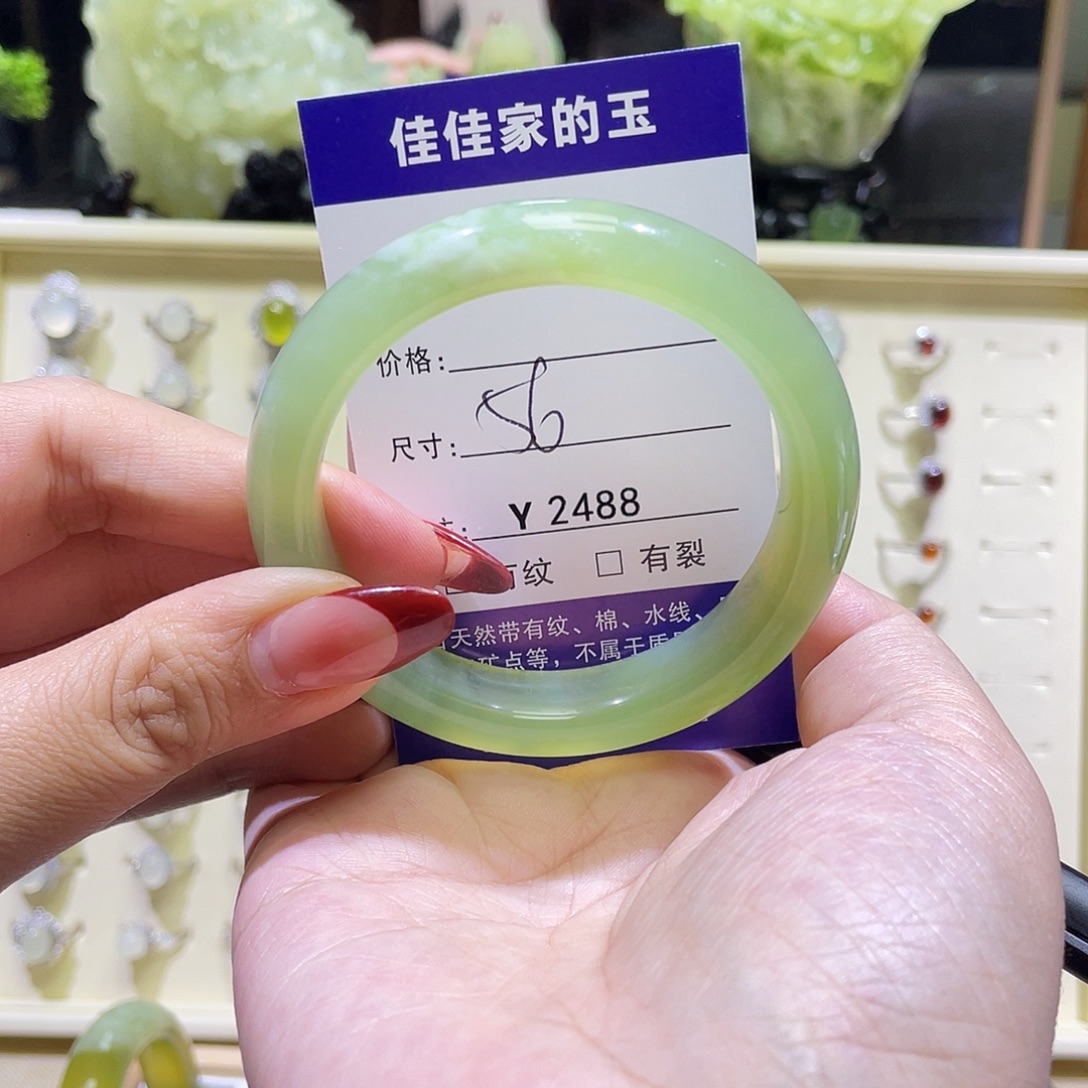 佳佳家的玉
价格:
尺寸: 56
Y 2488
有纹 □ 有裂
天然带有纹、棉、水线、
矿点等，不属于质